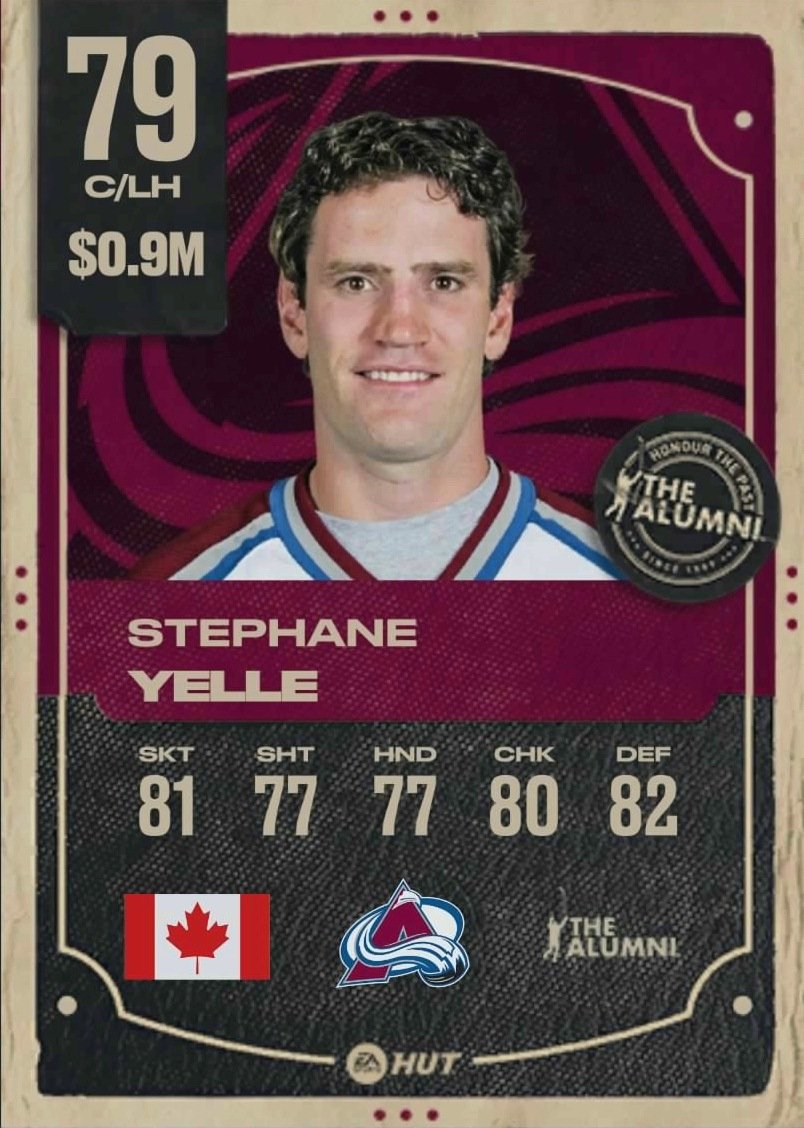 79
C/LH
$0.9M
HONOUR THE PAST
THE
ALUMNI
STEPHANE
YELLE
SKT SHT HND CHK DEF
81 77 77 80 82
A
THE
ALUMNI
EA HUT